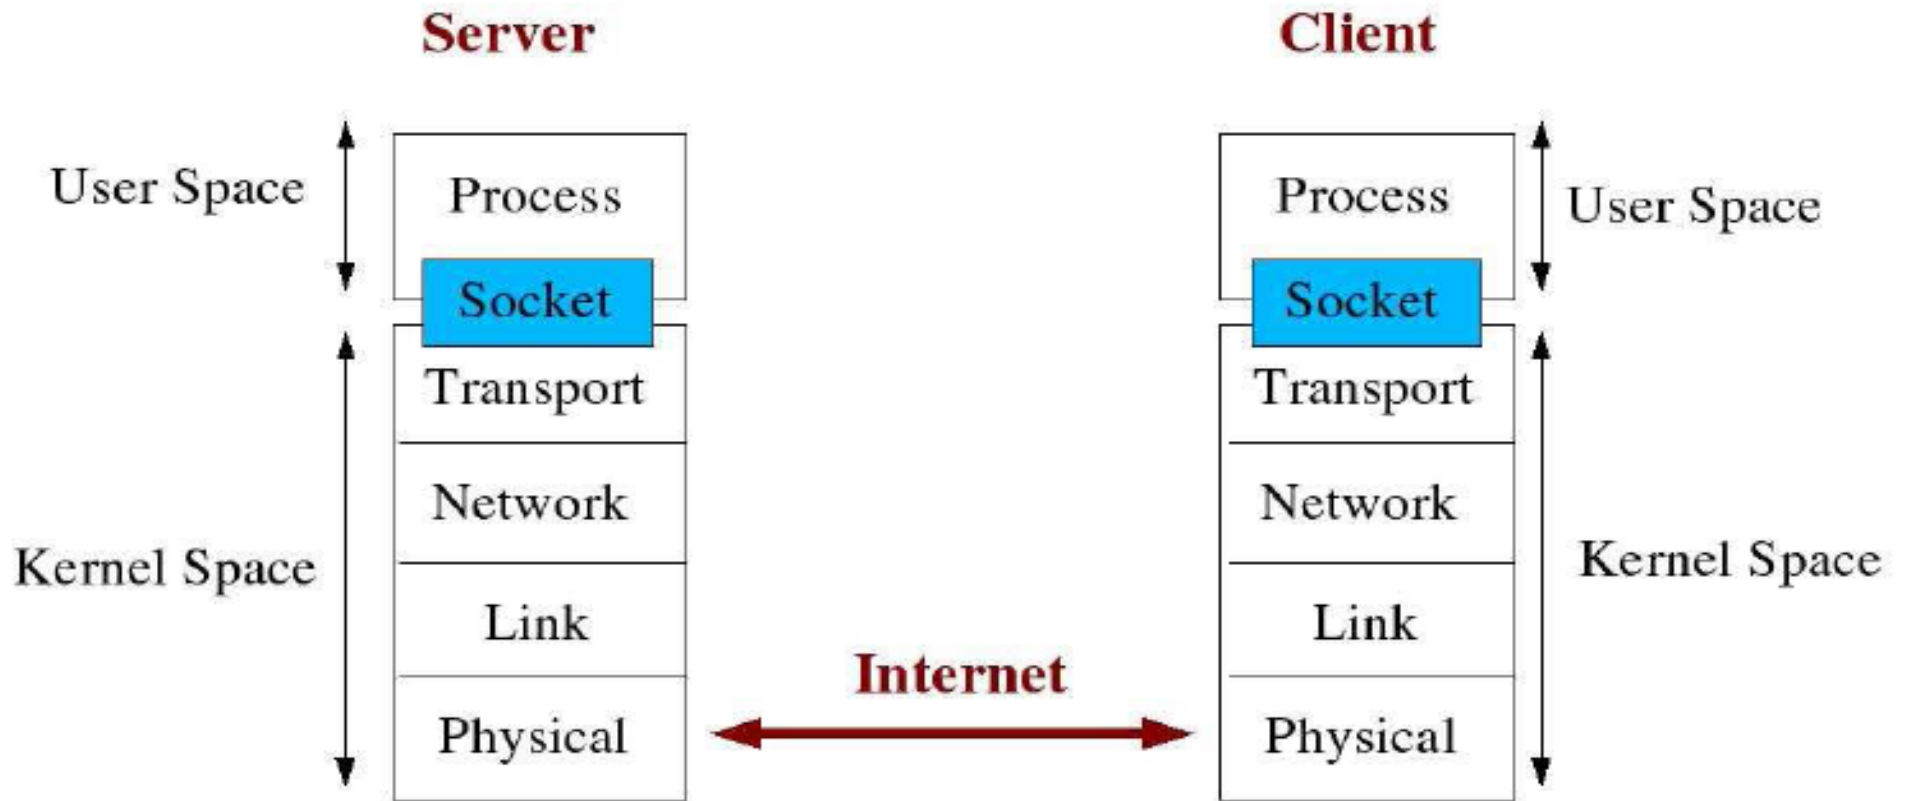 Server
Client
User Space
Process
Process
User Space
Socket
Socket
Transport
Transport
Network
Network
Kernel Space
Kernel Space
Link
Link
Internet
Physical
Physical